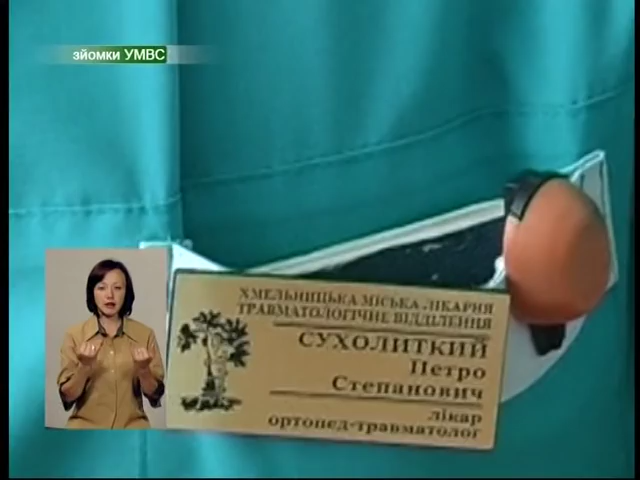 зйомки УМВС
ХМЕЛЬНИЦЬКА МІСЬКА ЛІКАРНЯ
ТРАВМАТОЛОГІЧНЕ ВІДДІЛЕННЯ
СУХОЛИТКИЙ
Петро
Степанович
лікар
ортопед-травматолог